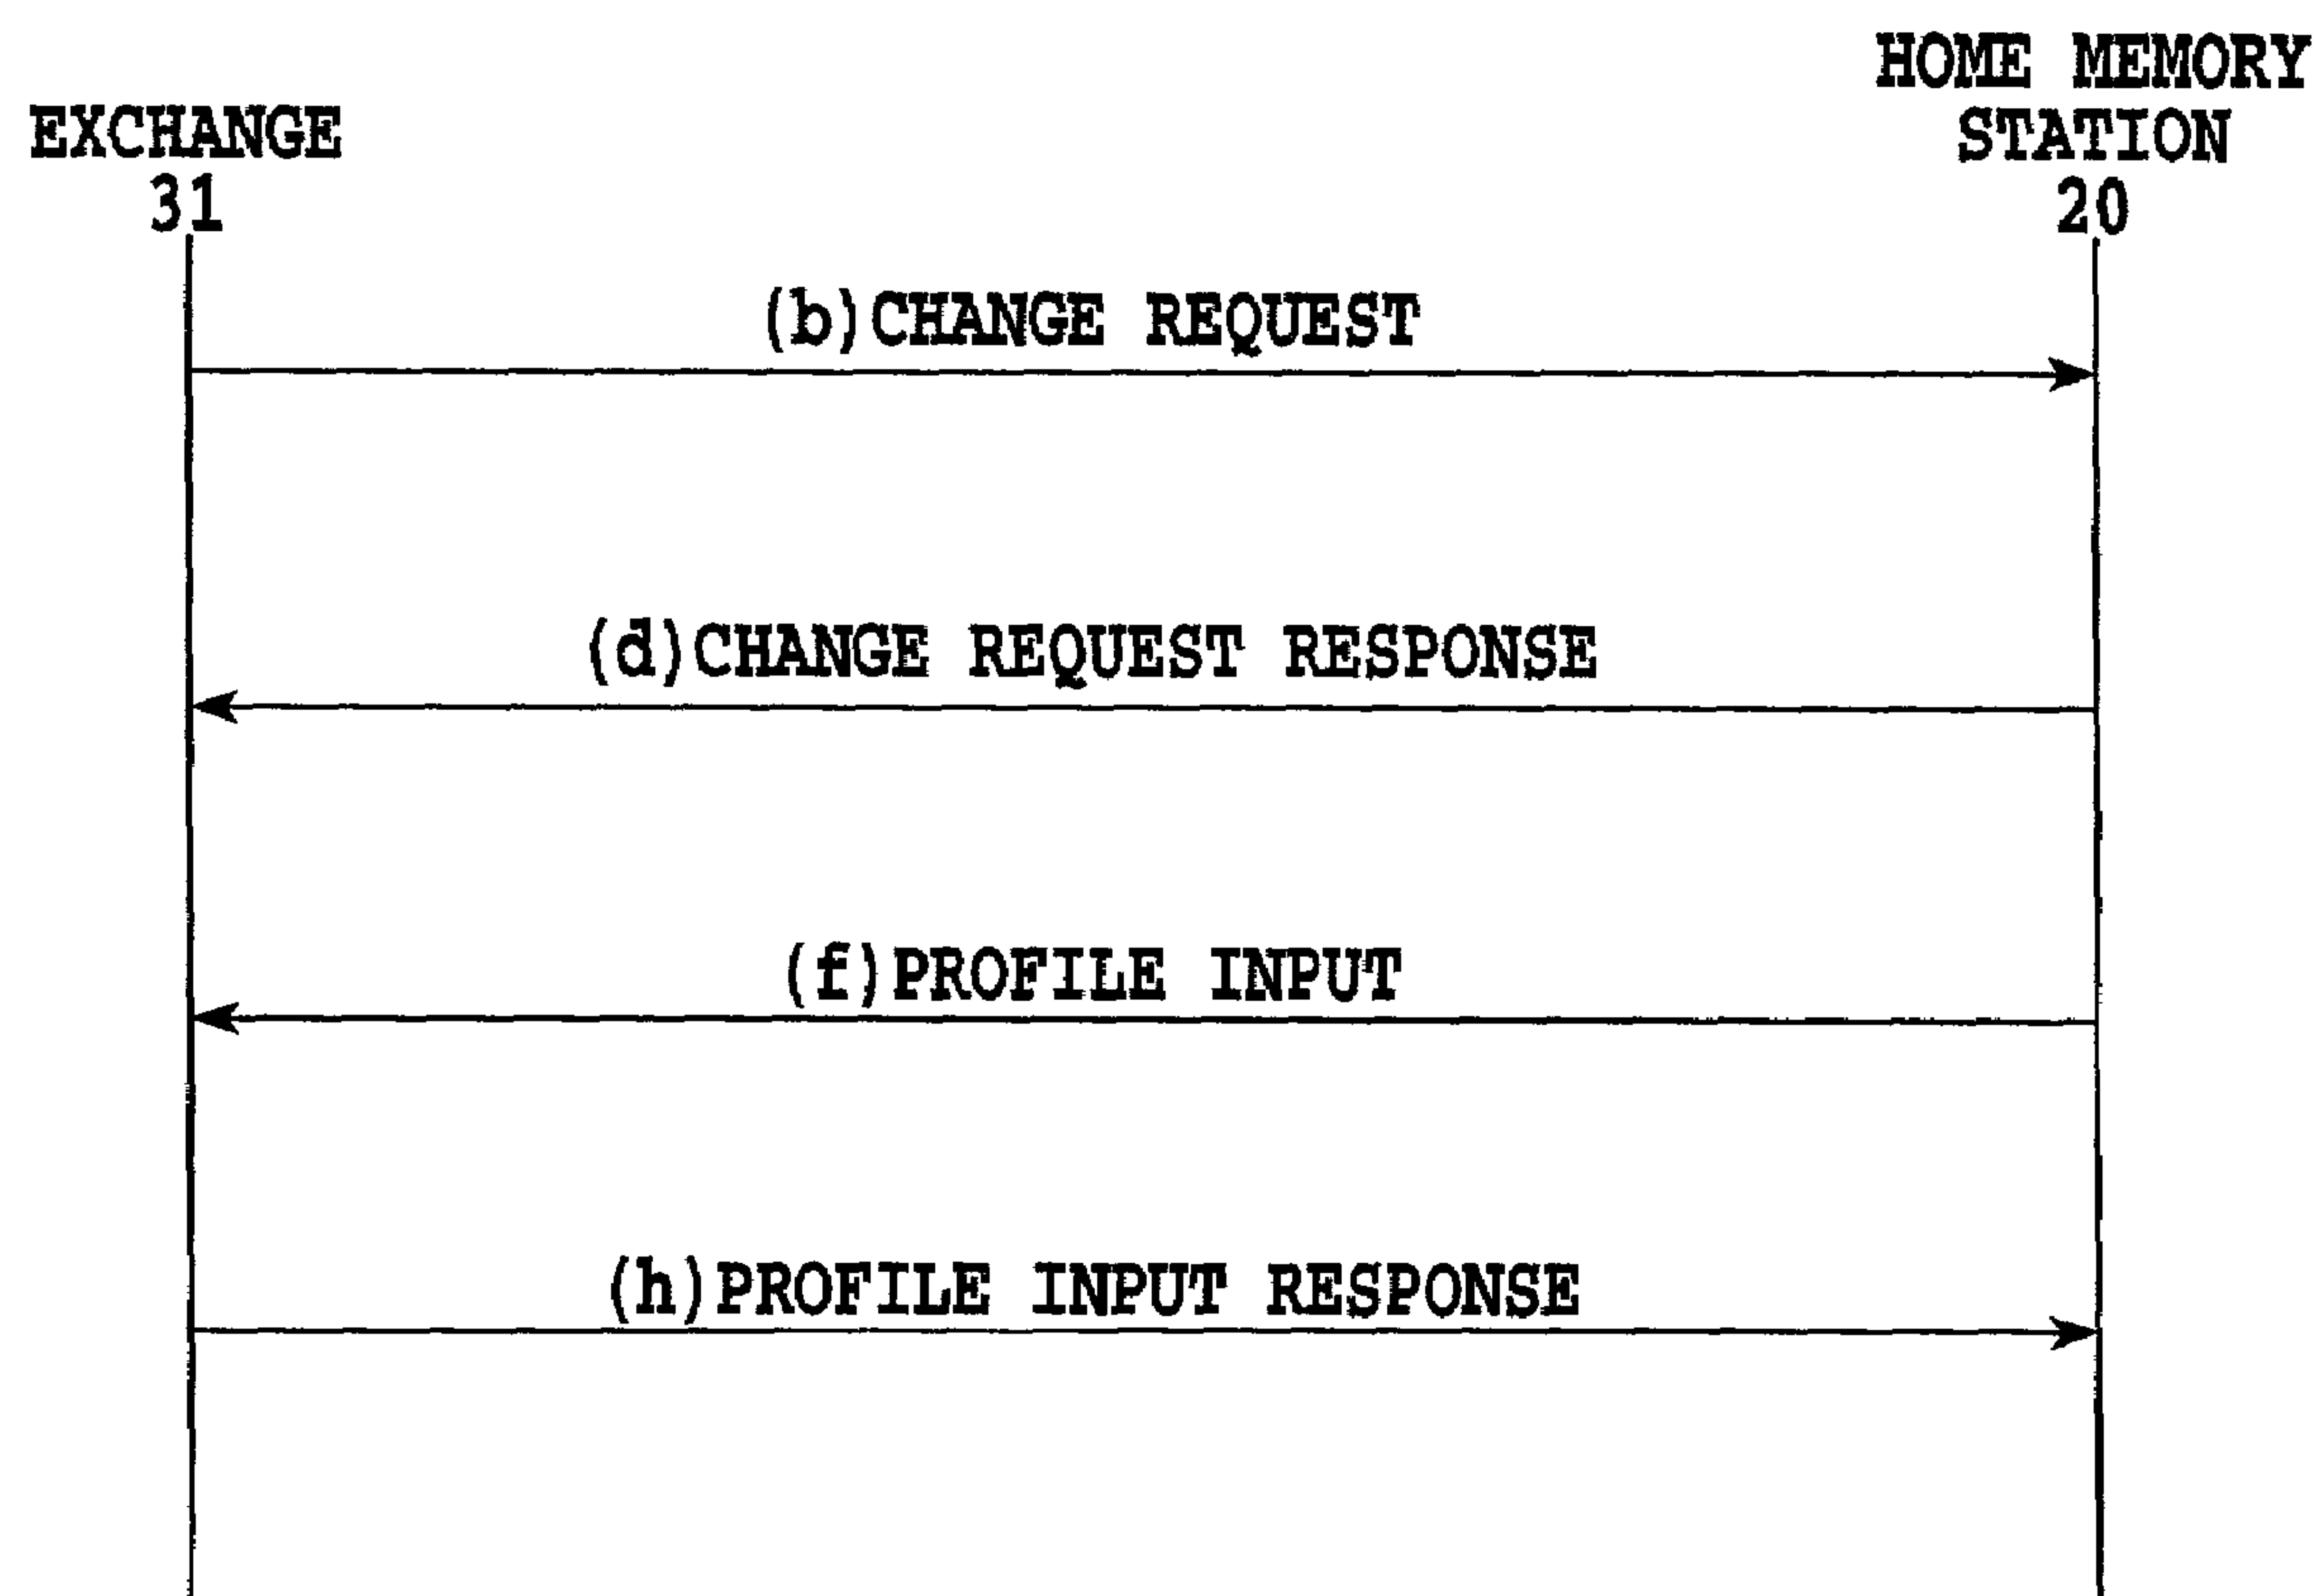 EXCHANGE
31
HOME MEMORY
STATION
20
(b)CHANGE REQUEST
(d)CHANGE REQUEST RESPONSE
(f)PROFILE INPUT
(h)PROFILE INPUT RESPONSE